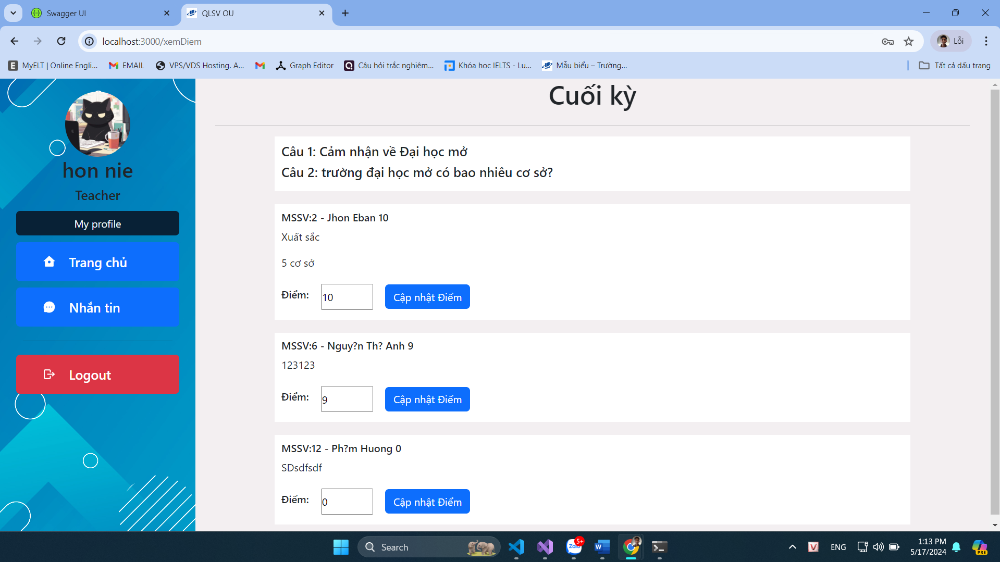 Swagger UI
QLSV OU
localhost:3000/xemDiem
Lỗi
MyELT | Online Engli...
EMAIL
VPS/VDS Hosting. A...
Graph Editor
Câu hỏi trắc nghiệm...
Khóa học IELTS - Lu...
Mẫu biểu – Trường...
Tất cả dấu trang
hon nie
Teacher
My profile
Trang chủ
Nhắn tin
Logout
Cuối kỳ
Câu 1: Cảm nhận về Đại học mở
Câu 2: trường đại học mở có bao nhiêu cơ sở?
MSSV:2 - Jhon Eban 10
Xuất sắc
5 cơ sở
Điểm: 10 Cập nhật Điểm
MSSV:6 - Nguy?n Th? Anh 9
123123
Điểm: 9 Cập nhật Điểm
MSSV:12 - Ph?m Huong 0
SDsdfsdf
Điểm: 0 Cập nhật Điểm
Search
Zalo
5+
W
V
ENG
1:13 PM
5/17/2024
PRE